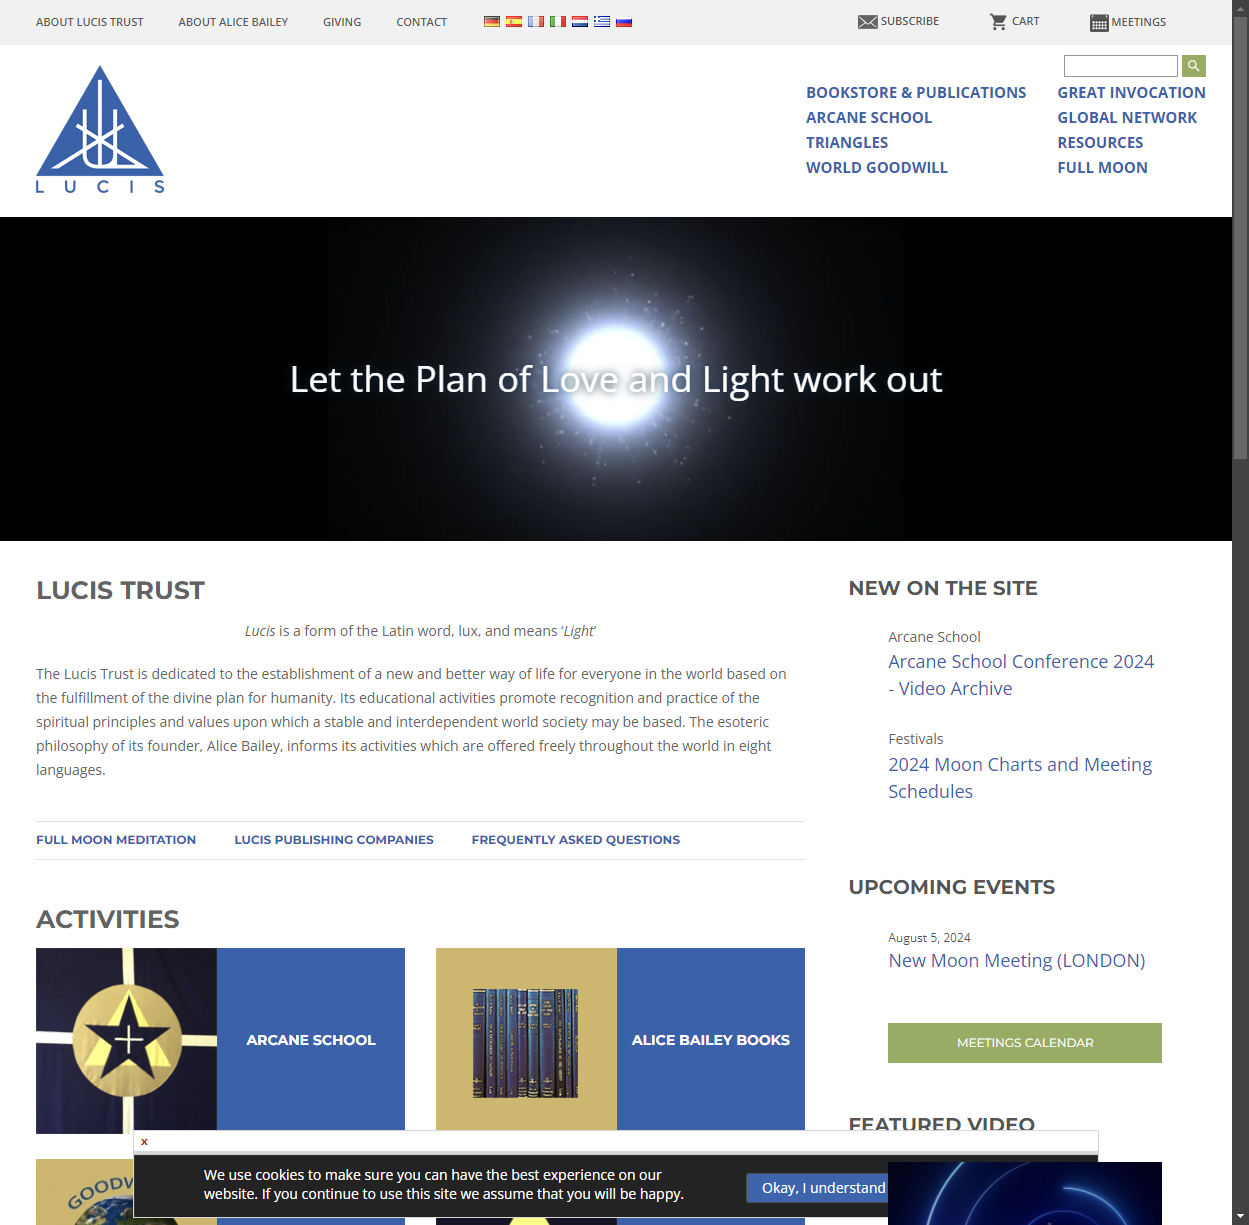 ABOUT LUCIS TRUST
ABOUT ALICE BAILEY
GIVING
CONTACT
SUBSCRIBE
CART
MEETINGS
LUCIS
BOOKSTORE & PUBLICATIONS
ARCANE SCHOOL
TRIANGLES
WORLD GOODWILL
GREAT INVOCATION
GLOBAL NETWORK
RESOURCES
FULL MOON
Let the Plan of Love and Light work out
LUCIS TRUST
Lucis is a form of the Latin word, lux, and means ‘Light’
The Lucis Trust is dedicated to the establishment of a new and better way of life for everyone in the world based on
the fulfillment of the divine plan for humanity. Its educational activities promote recognition and practice of the
spiritual principles and values upon which a stable and interdependent world society may be based. The esoteric
philosophy of its founder, Alice Bailey, informs its activities which are offered freely throughout the world in eight
languages.
FULL MOON MEDITATION
LUCIS PUBLISHING COMPANIES
FREQUENTLY ASKED QUESTIONS
ACTIVITIES
ARCANE SCHOOL
ALICE BAILEY BOOKS
NEW ON THE SITE
Arcane School
Arcane School Conference 2024
- Video Archive
Festivals
2024 Moon Charts and Meeting
Schedules
UPCOMING EVENTS
August 5, 2024
New Moon Meeting (LONDON)
MEETINGS CALENDAR
FEATURED VIDEO
x
We use cookies to make sure you can have the best experience on our
website. If you continue to use this site we assume that you will be happy.
Okay, I understand